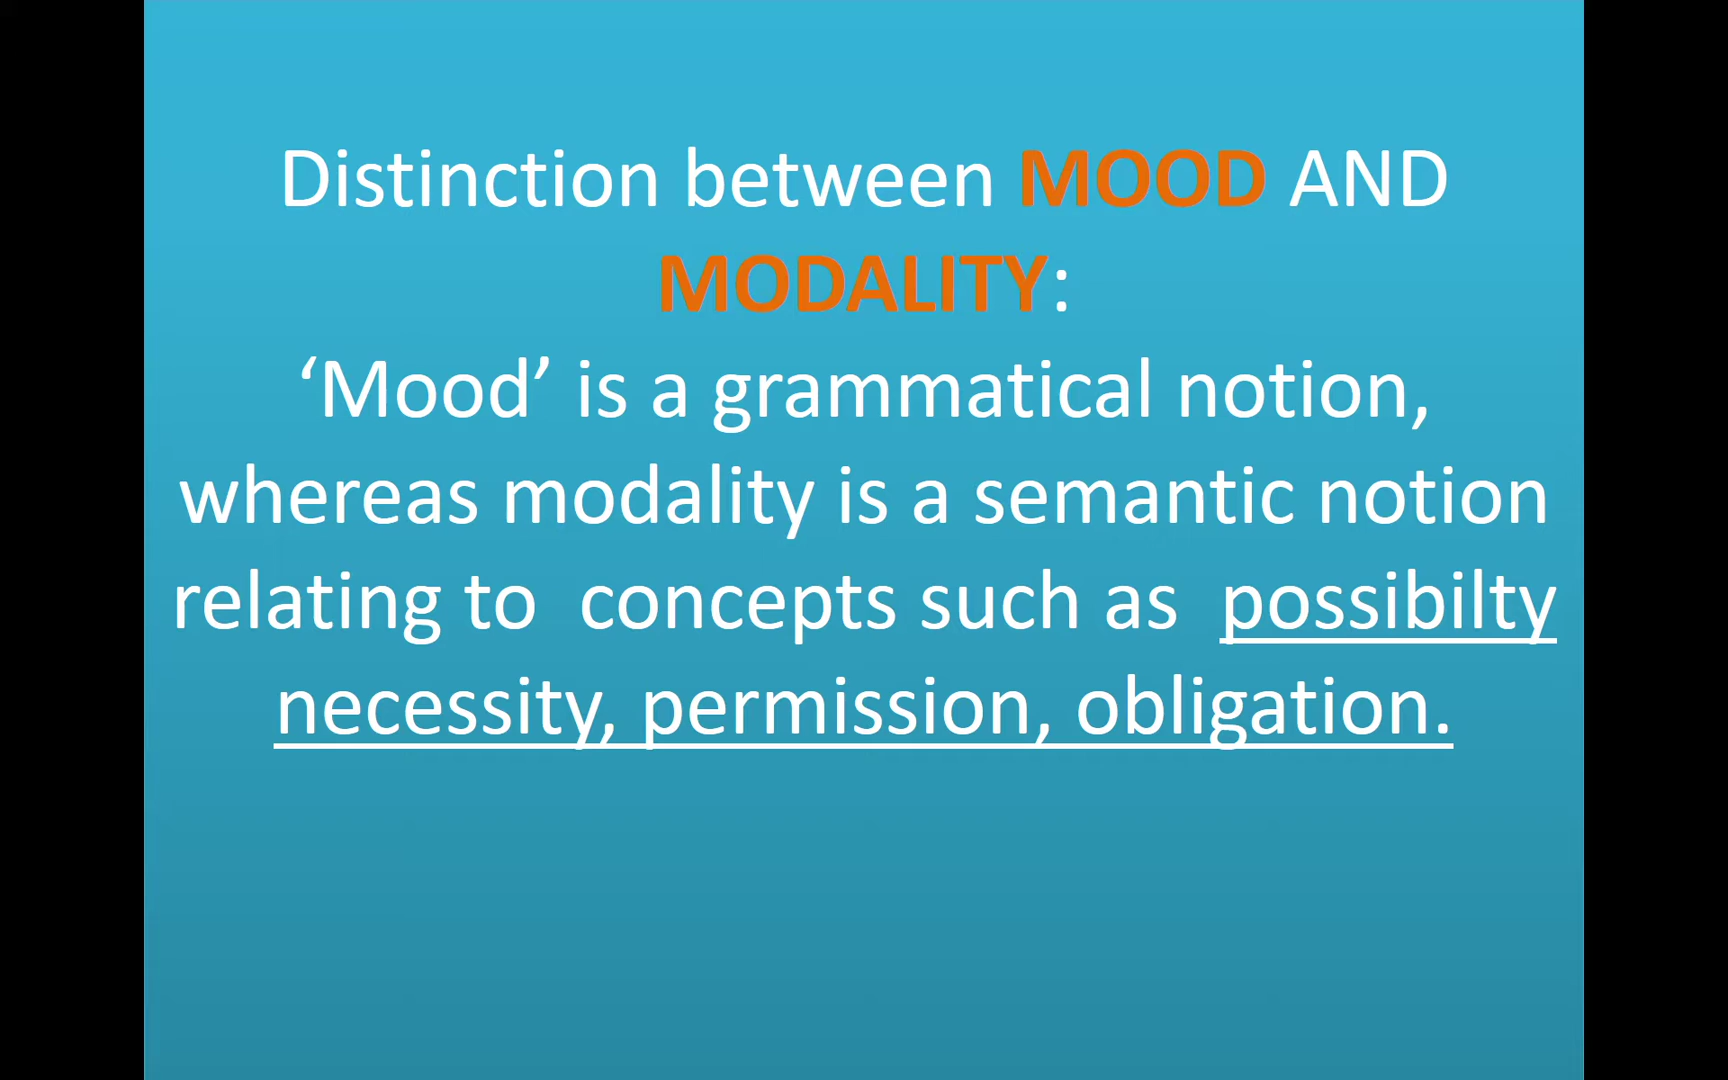 Distinction between MOOD AND
MODALITY:
‘Mood’ is a grammatical notion,
whereas modality is a semantic notion
relating to  concepts such as  possibilty
necessity, permission, obligation.